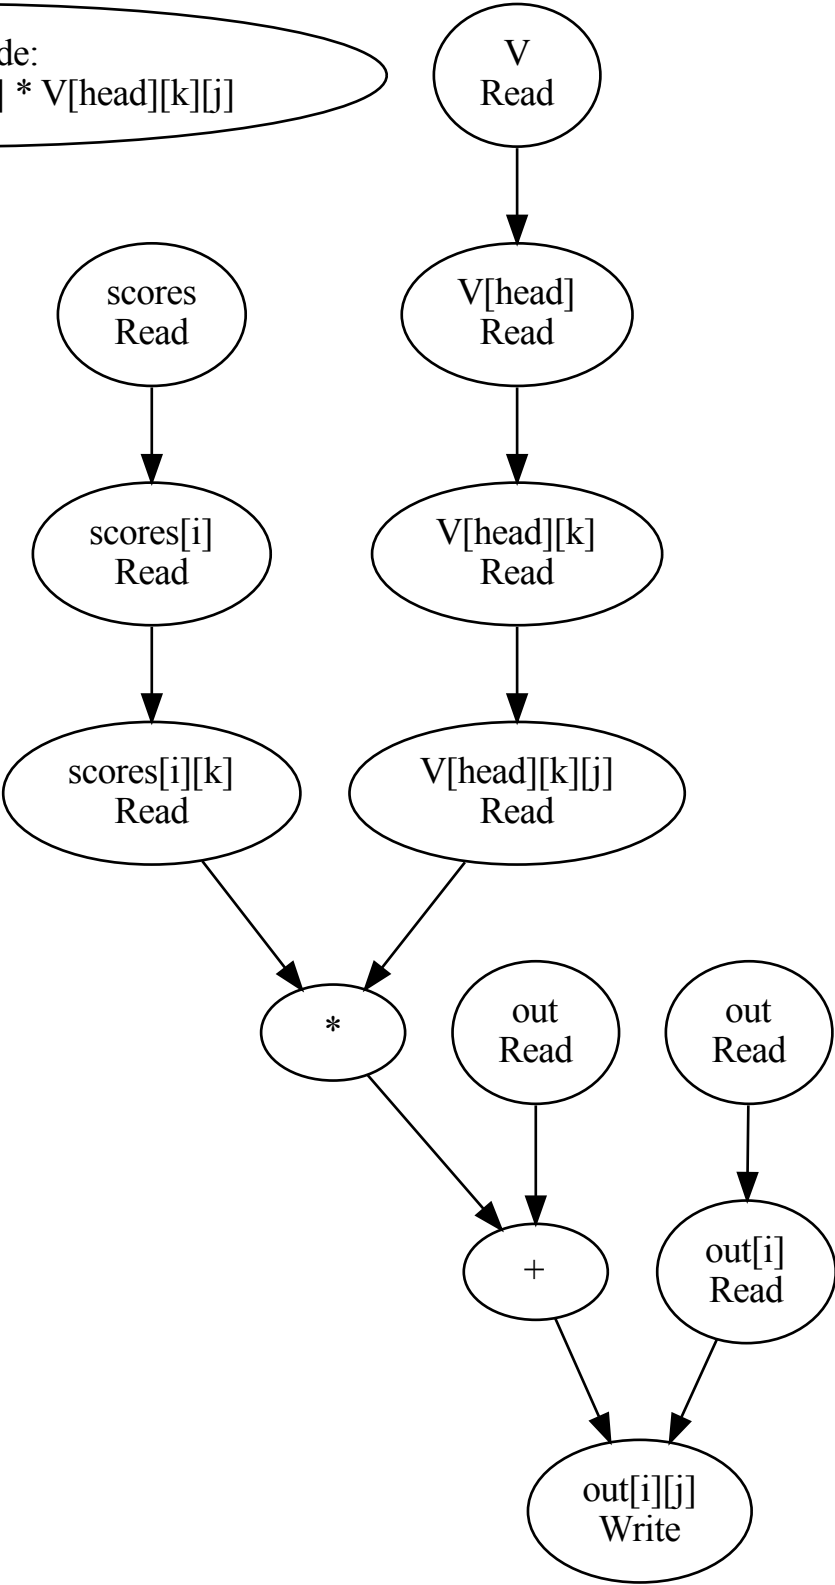 de:
] * V[head][k][j]
V
Read
scores
Read
V[head]
Read
scores[i]
Read
V[head][k]
Read
scores[i][k]
Read
V[head][k][j]
Read
*
out
Read
out
Read
+
out[i]
Read
out[i][j]
Write